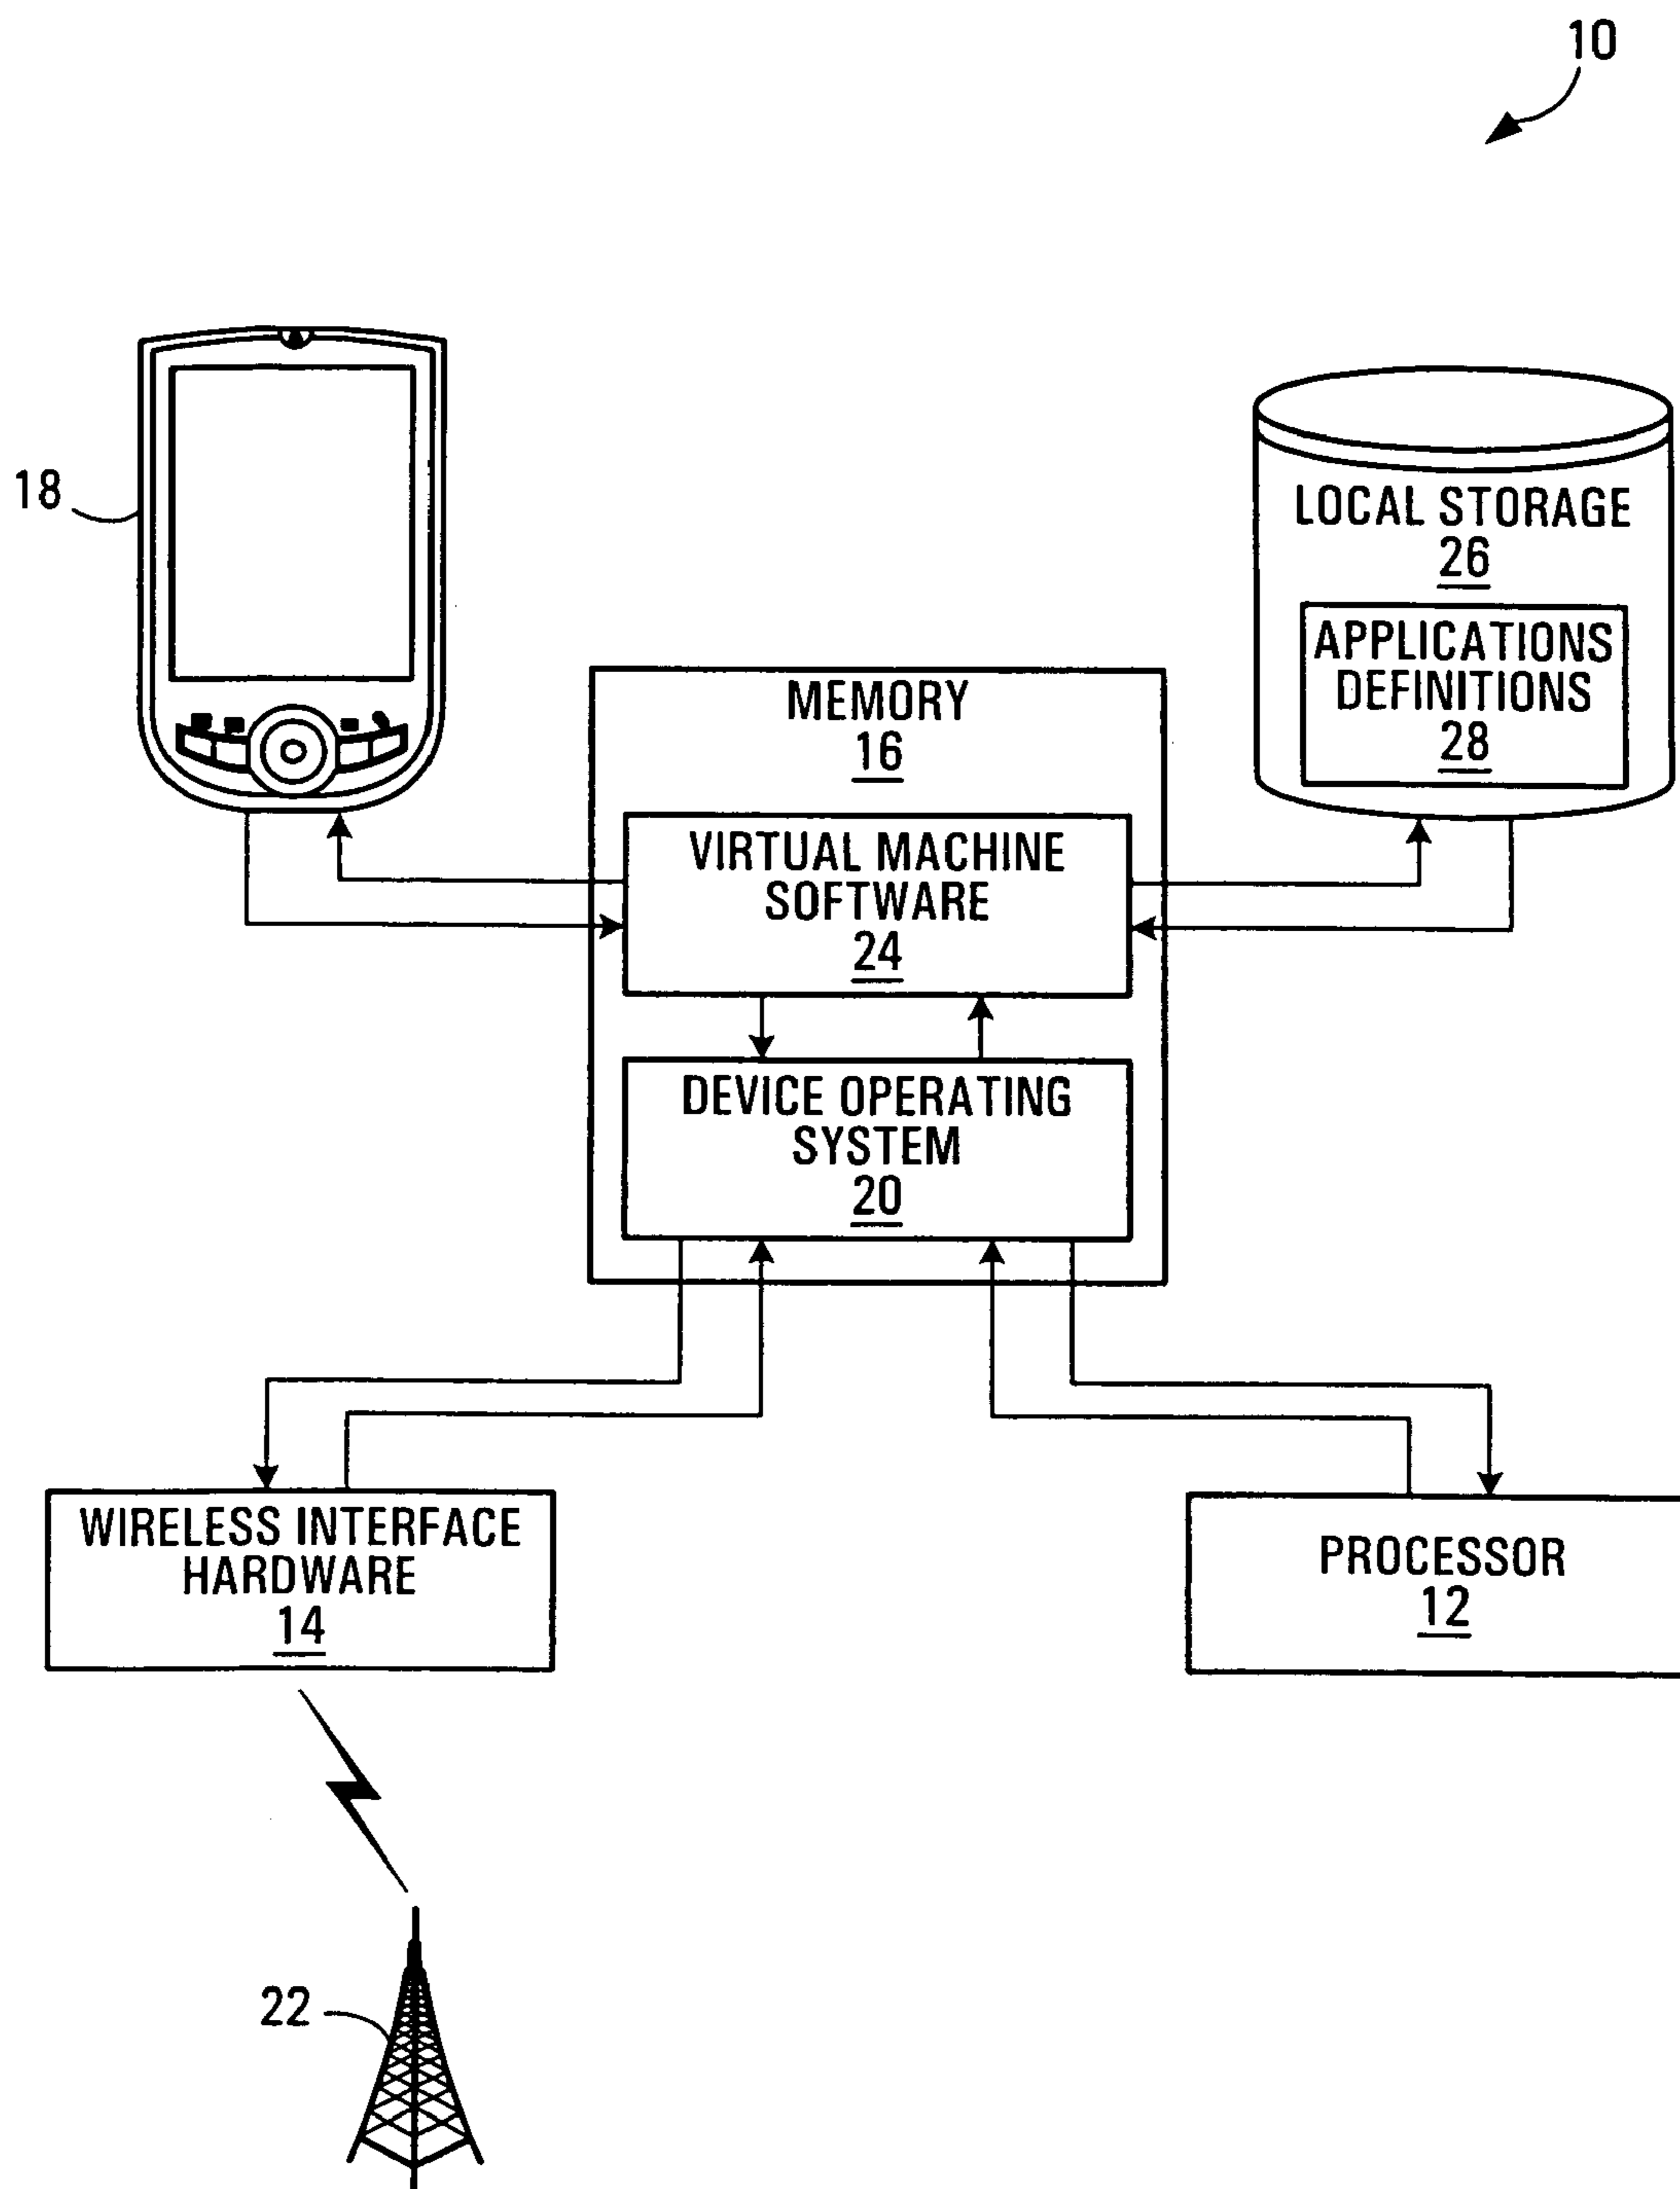 10
18
LOCAL STORAGE
26
APPLICATIONS
DEFINITIONS
28
MEMORY
16
VIRTUAL MACHINE
SOFTWARE
24
DEVICE OPERATING
SYSTEM
20
WIRELESS INTERFACE
HARDWARE
14
PROCESSOR
12
22